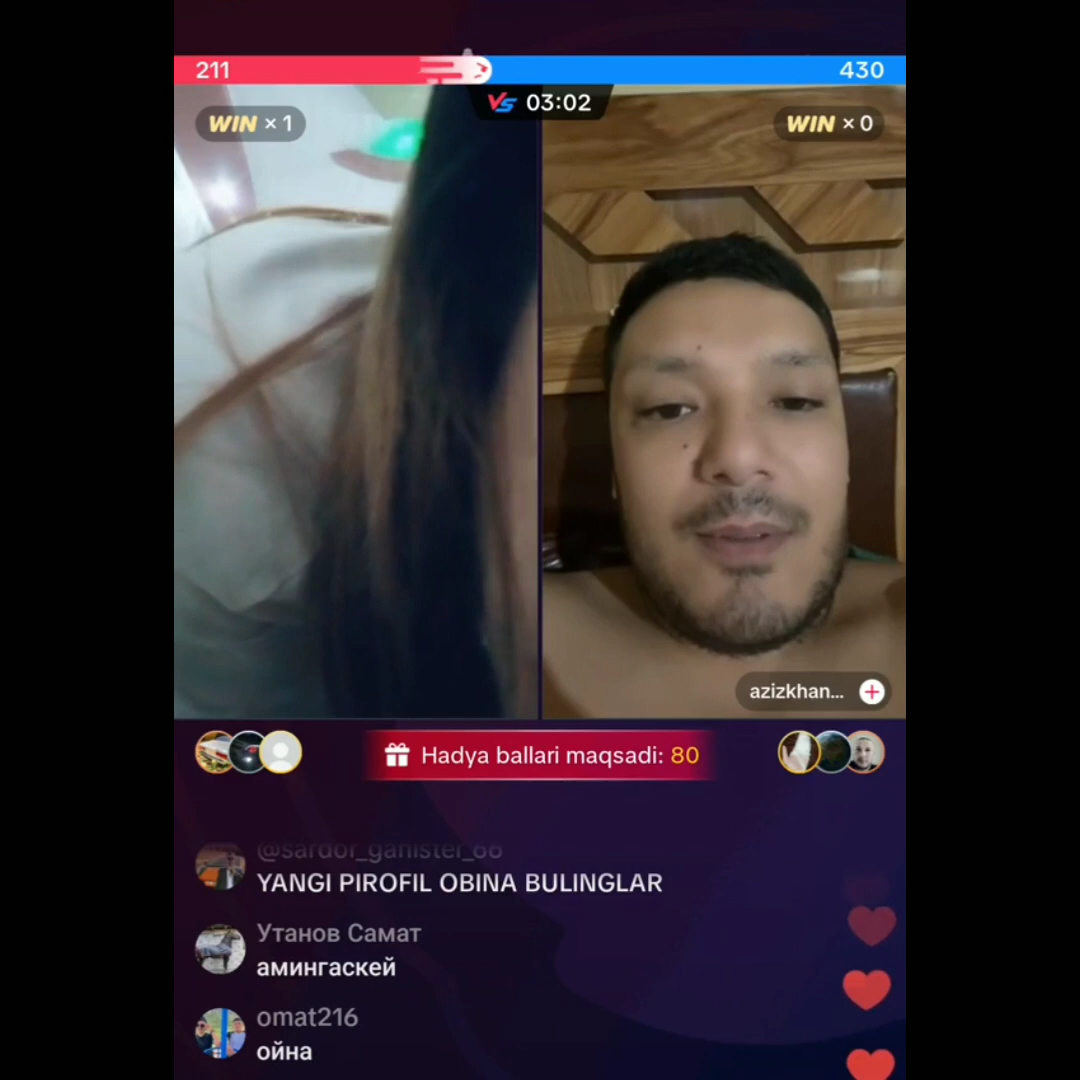 211
430
VS 03:02
WIN × 1
WIN × 0
azizkhan...
Hadya ballari maqsadi: 80
@sardor_ganister_66
YANGI PIROFIL OBINA BULINGLAR
Утанов Самат
амингаскей
omat216
ойна